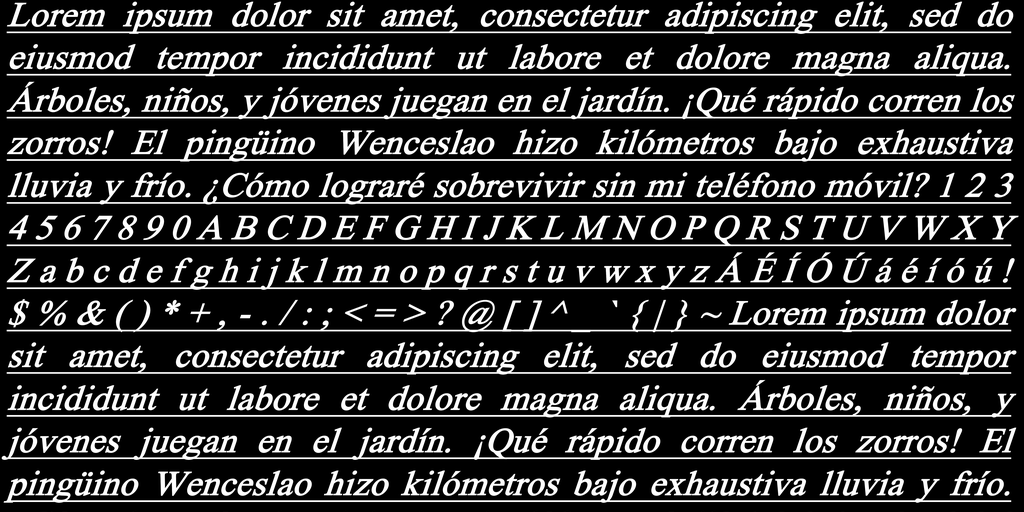 Lorem ipsum dolor sit amet, consectetur adipiscing elit, sed do
eiusmod tempor incididunt ut labore et dolore magna aliqua.
Árboles, niños, y jóvenes juegan en el jardín. ¡Qué rápido corren los
zorros! El pingüino Wenceslao hizo kilómetros bajo exhaustiva
lluvia y frío. ¿Cómo lograré sobrevivir sin mi teléfono móvil? 1 2 3
4 5 6 7 8 9 0 A B C D E F G H I J K L M N O P Q R S T U V W X Y
Z a b c d e f g h i j k l m n o p q r s t u v w x y z Á É Í Ó Ú á é í ó ú !
$ % & ( ) * + , - . / : ; < = > ? @ [ ] ^ _ ` { | } ~ Lorem ipsum dolor
sit amet, consectetur adipiscing elit, sed do eiusmod tempor
incididunt ut labore et dolore magna aliqua. Árboles, niños, y
jóvenes juegan en el jardín. ¡Qué rápido corren los zorros! El
pingüino Wenceslao hizo kilómetros bajo exhaustiva lluvia y frío.